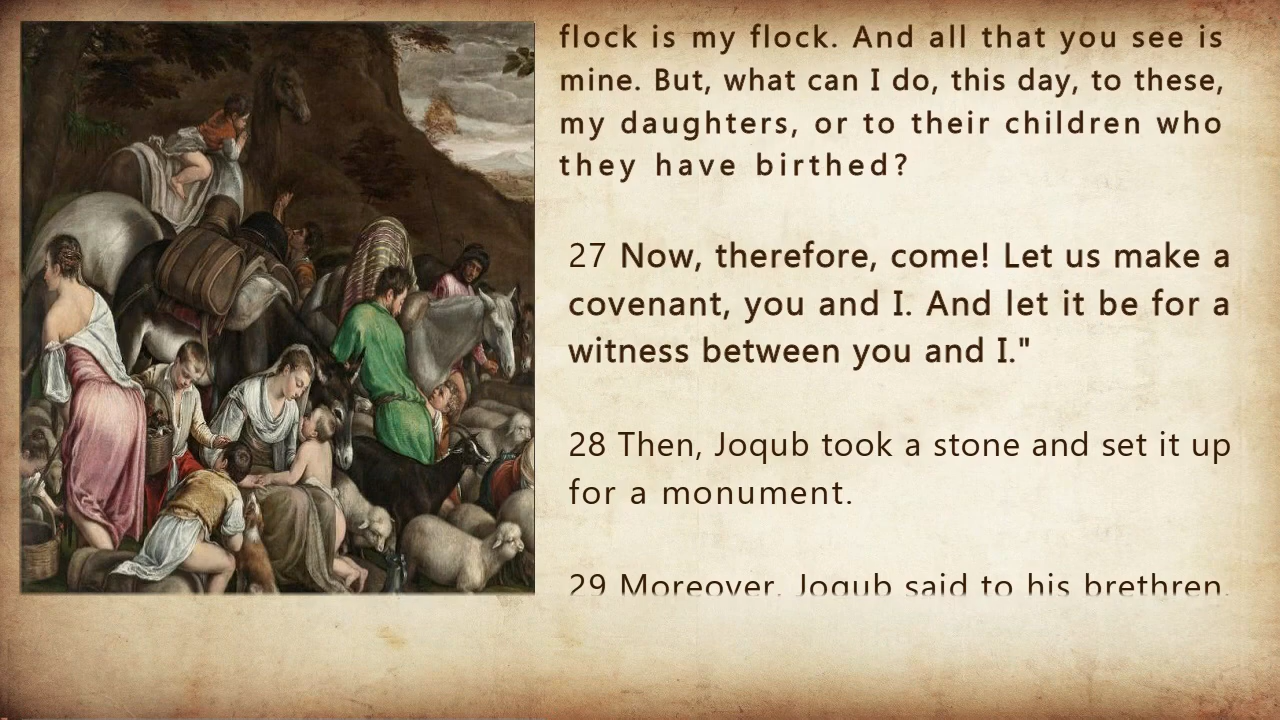 flock is my flock. And all that you see is
mine. But, what can I do, this day, to these,
my daughters, or to their children who
they have birthed?
27 Now, therefore, come! Let us make a
covenant, you and I. And let it be for a
witness between you and I."
28 Then, Joqub took a stone and set it up
for a monument.
29 Moreover, Joqub said to his brethren,